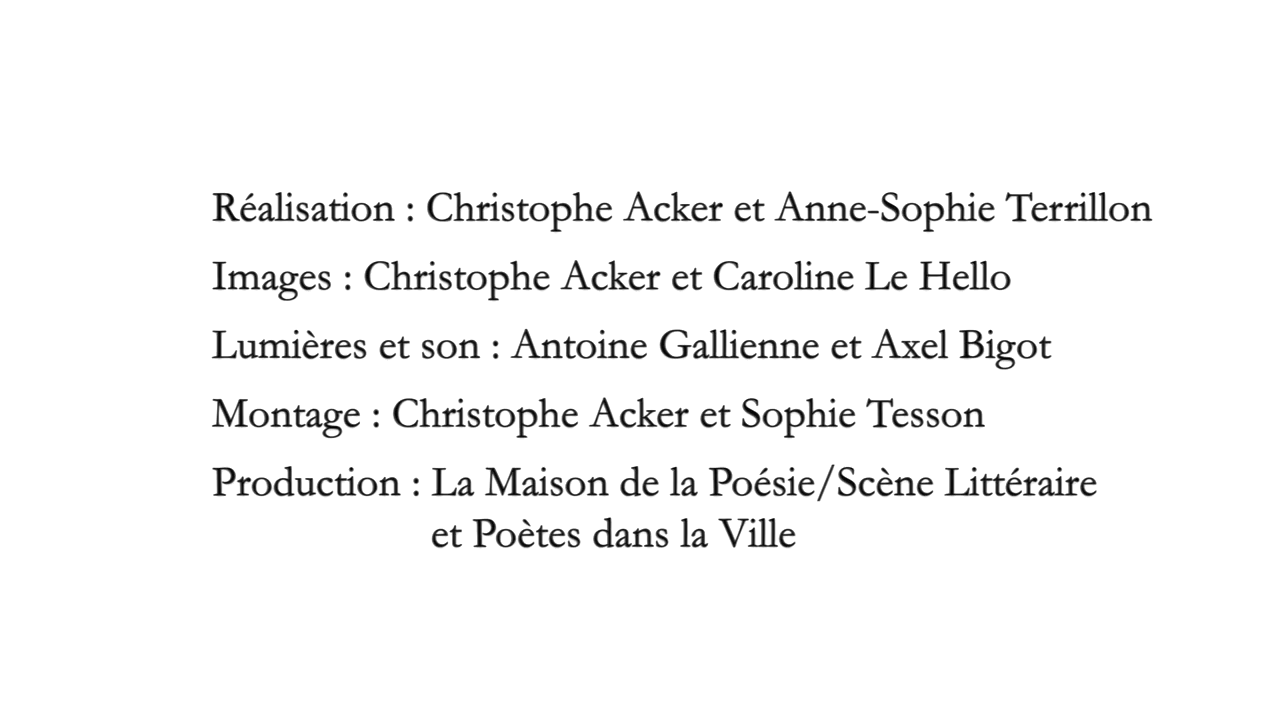 Réalisation : Christophe Acker et Anne-Sophie Terrillon
Images : Christophe Acker et Caroline Le Hello
Lumières et son : Antoine Gallienne et Axel Bigot
Montage : Christophe Acker et Sophie Tesson
Production : La Maison de la Poésie/Scène Littéraire
et Poètes dans la Ville